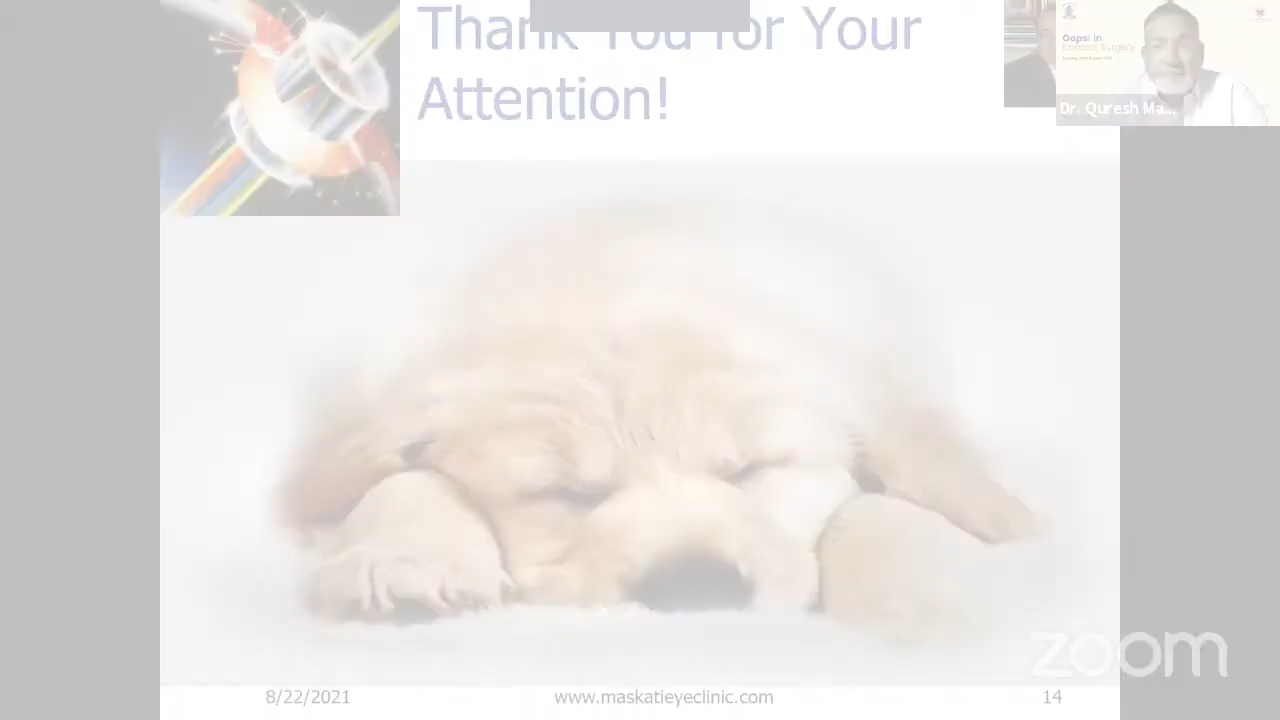 Thank You for Your
Attention!
Oops! in
Dr. Quresh Ma...
zoom
8/22/2021
www.maskatieyeclinic.com
14